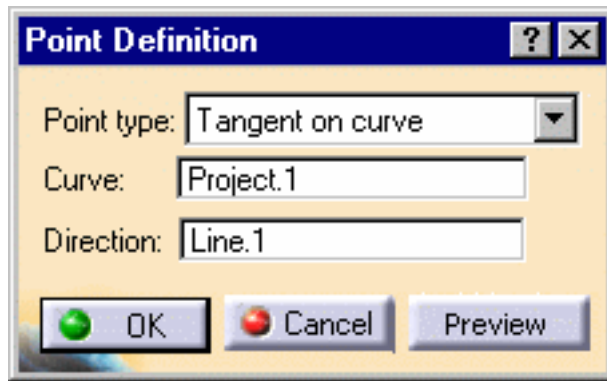 Point Definition ? ×
Point type: Tangent on curve
Curve: Project.1
Direction: Line.1
OK Cancel Preview